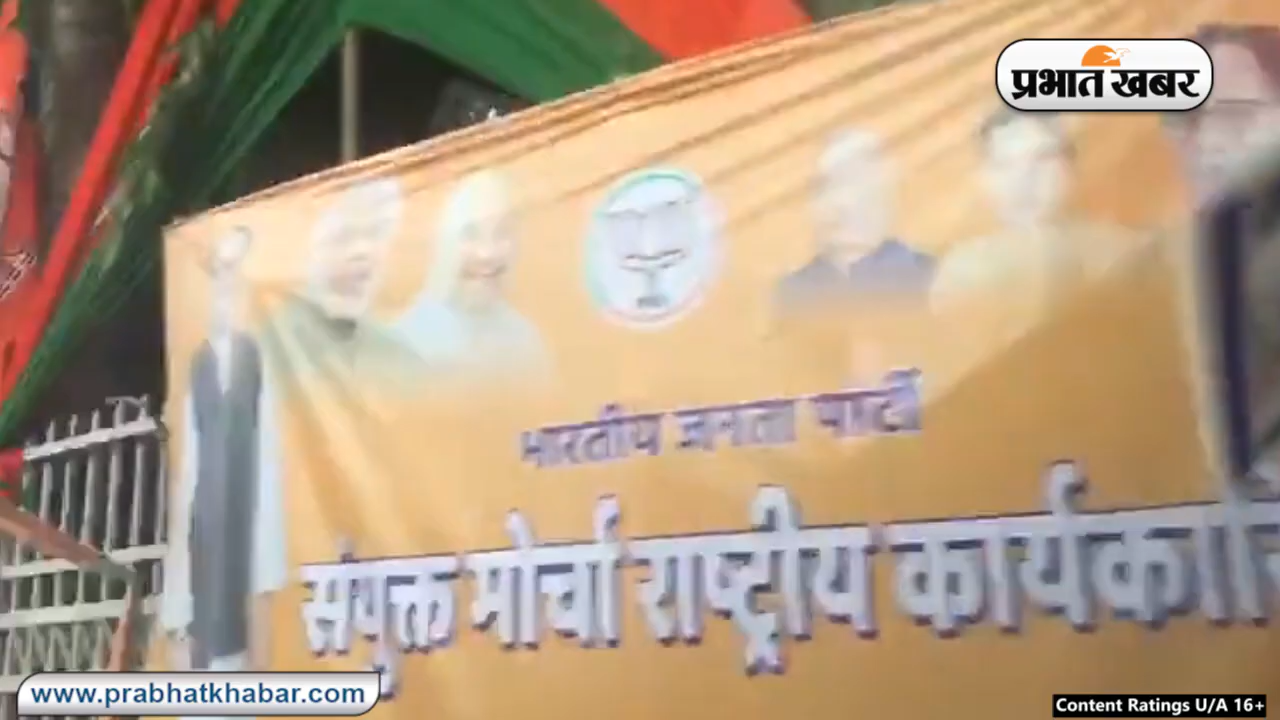 प्रभात खबर
भारतीय जनता पार्टी
संयुक्त मोर्चा राष्ट्रीय
www.prabhatkhabar.com
Content Ratings U/A 16+